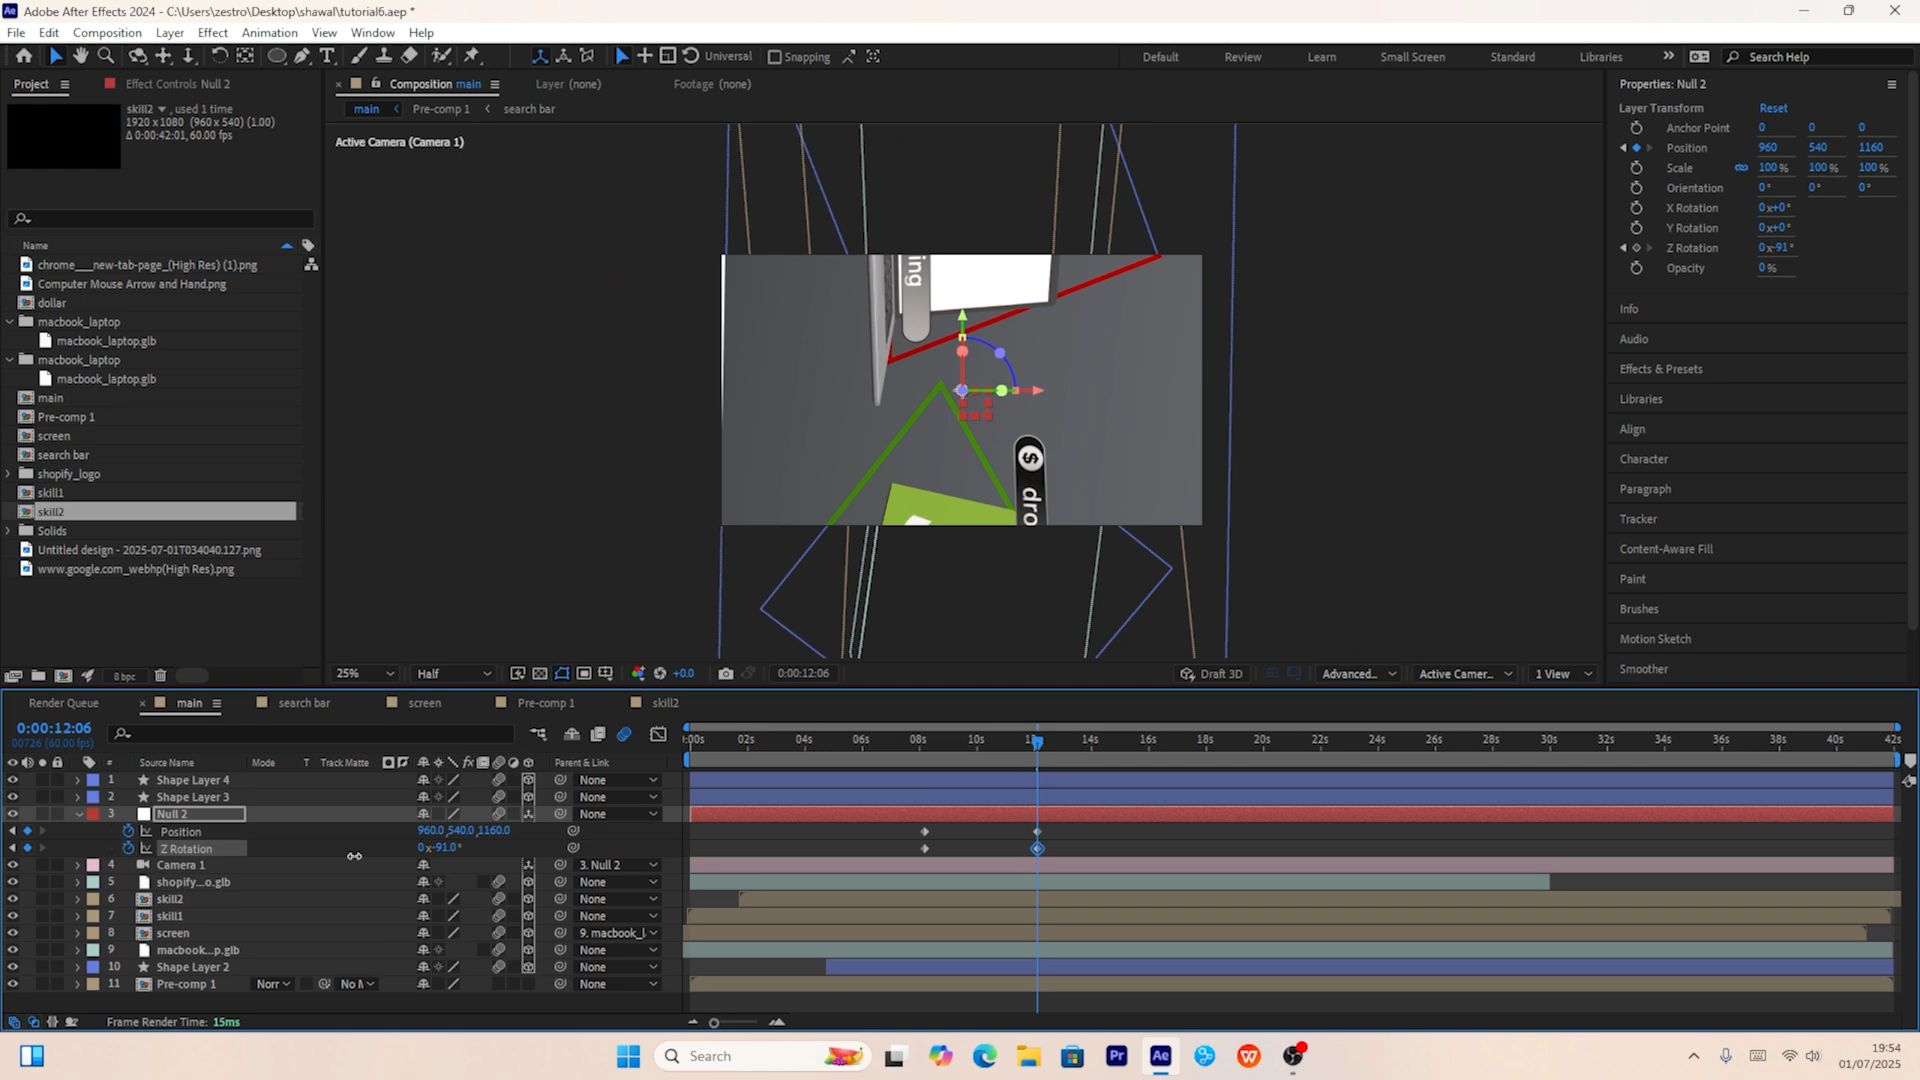 Adobe After Effects 2024 - C:\Users\zestro\Desktop\shawal\tutorial6.aep *
File Edit Composition Layer Effect Animation View Window Help
Universal Snapping Default Review Learn Small Screen Standard Libraries Search Help
Project Effect Controls Null 2
skill2 , used 1 time
1920 x 1080 (960 x 540) (1.00)
Δ 0:00:42:01, 60.00 fps
Name
chrome___new-tab-page_(High Res) (1).png
Computer Mouse Arrow and Hand.png
dollar
macbook_laptop
macbook_laptop.glb
macbook_laptop
macbook_laptop.glb
main
Pre-comp 1
screen
search bar
shopify_logo
skill1
skill2
Solids
Untitled design - 2025-07-01T034040.127.png
www.google.com_webhp(High Res).png
8 bpc
Composition main Layer (none) Footage (none)
main Pre-comp 1 search bar
Active Camera (Camera 1)
ing
$ dro
25% Half +0.0 0:00:12:06 Draft 3D Advanced... Active Camer... 1 View
Properties: Null 2
Layer Transform Reset
Anchor Point 0 0 0
Position 960 540 1160
Scale 100 % 100 % 100 %
Orientation 0° 0° 0°
X Rotation 0x+0°
Y Rotation 0x+0°
Z Rotation 0x-91°
Opacity 0 %
Info
Audio
Effects & Presets
Libraries
Align
Character
Paragraph
Tracker
Content-Aware Fill
Paint
Brushes
Motion Sketch
Smoother
Render Queue main search bar screen Pre-comp 1 skill2
0:00:12:06
00726 (60.00 fps)
:00s 02s 04s 06s 08s 10s 14s 16s 18s 20s 22s 24s 26s 28s 30s 32s 34s 36s 38s 40s 42s
# Source Name Mode T Track Matte fx Parent & Link
1 Shape Layer 4 None
2 Shape Layer 3 None
3 Null 2 None
Position 960.0,540.0,1160.0
Z Rotation 0x-91.0°
4 Camera 1 3. Null 2
5 shopify...o.glb None
6 skill2 None
7 skill1 None
8 screen 9. macbook_l
9 macbook...p.glb None
10 Shape Layer 2 None
11 Pre-comp 1 Norr No M None
Frame Render Time: 15ms
Search Pr Ae W 19:54
01/07/2025